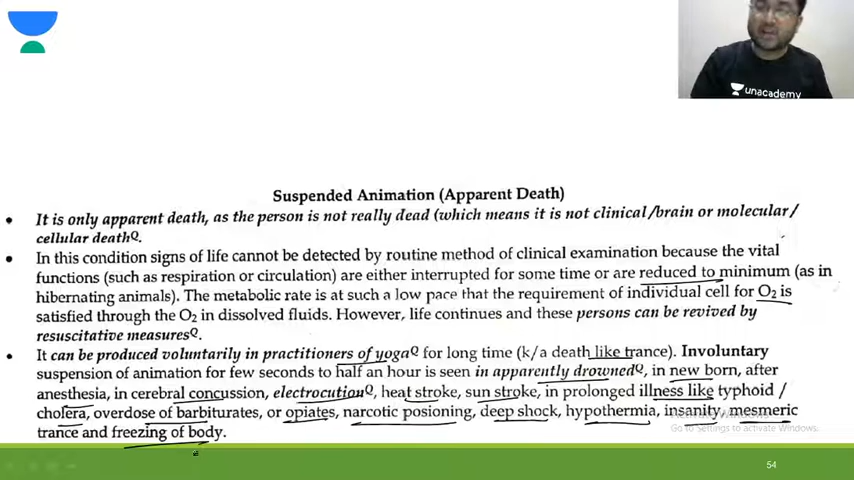 unacademy
Suspended Animation (Apparent Death)
• It is only apparent death, as the person is not really dead (which means it is not clinical/brain or molecular/
cellular deathQ.
• In this condition signs of life cannot be detected by routine method of clinical examination because the vital
functions (such as respiration or circulation) are either interrupted for some time or are reduced to minimum (as in
hibernating animals). The metabolic rate is at such a low pace that the requirement of individual cell for O₂ is
satisfied through the O₂ in dissolved fluids. However, life continues and these persons can be revived by
resuscitative measuresQ.
• It can be produced voluntarily in practitioners of yogaQ for long time (k/a death like trance). Involuntary
suspension of animation for few seconds to half an hour is seen in apparently drownedQ, in new born, after
anesthesia, in cerebral concussion, electrocutionQ, heat stroke, sun stroke, in prolonged illness like typhoid /
cholera, overdose of barbiturates, or opiates, narcotic posioning, deep shock, hypothermia, insanity, mesmeric
trance and freezing of body.
Activate Windows
Go to Settings to activate Windows.
54